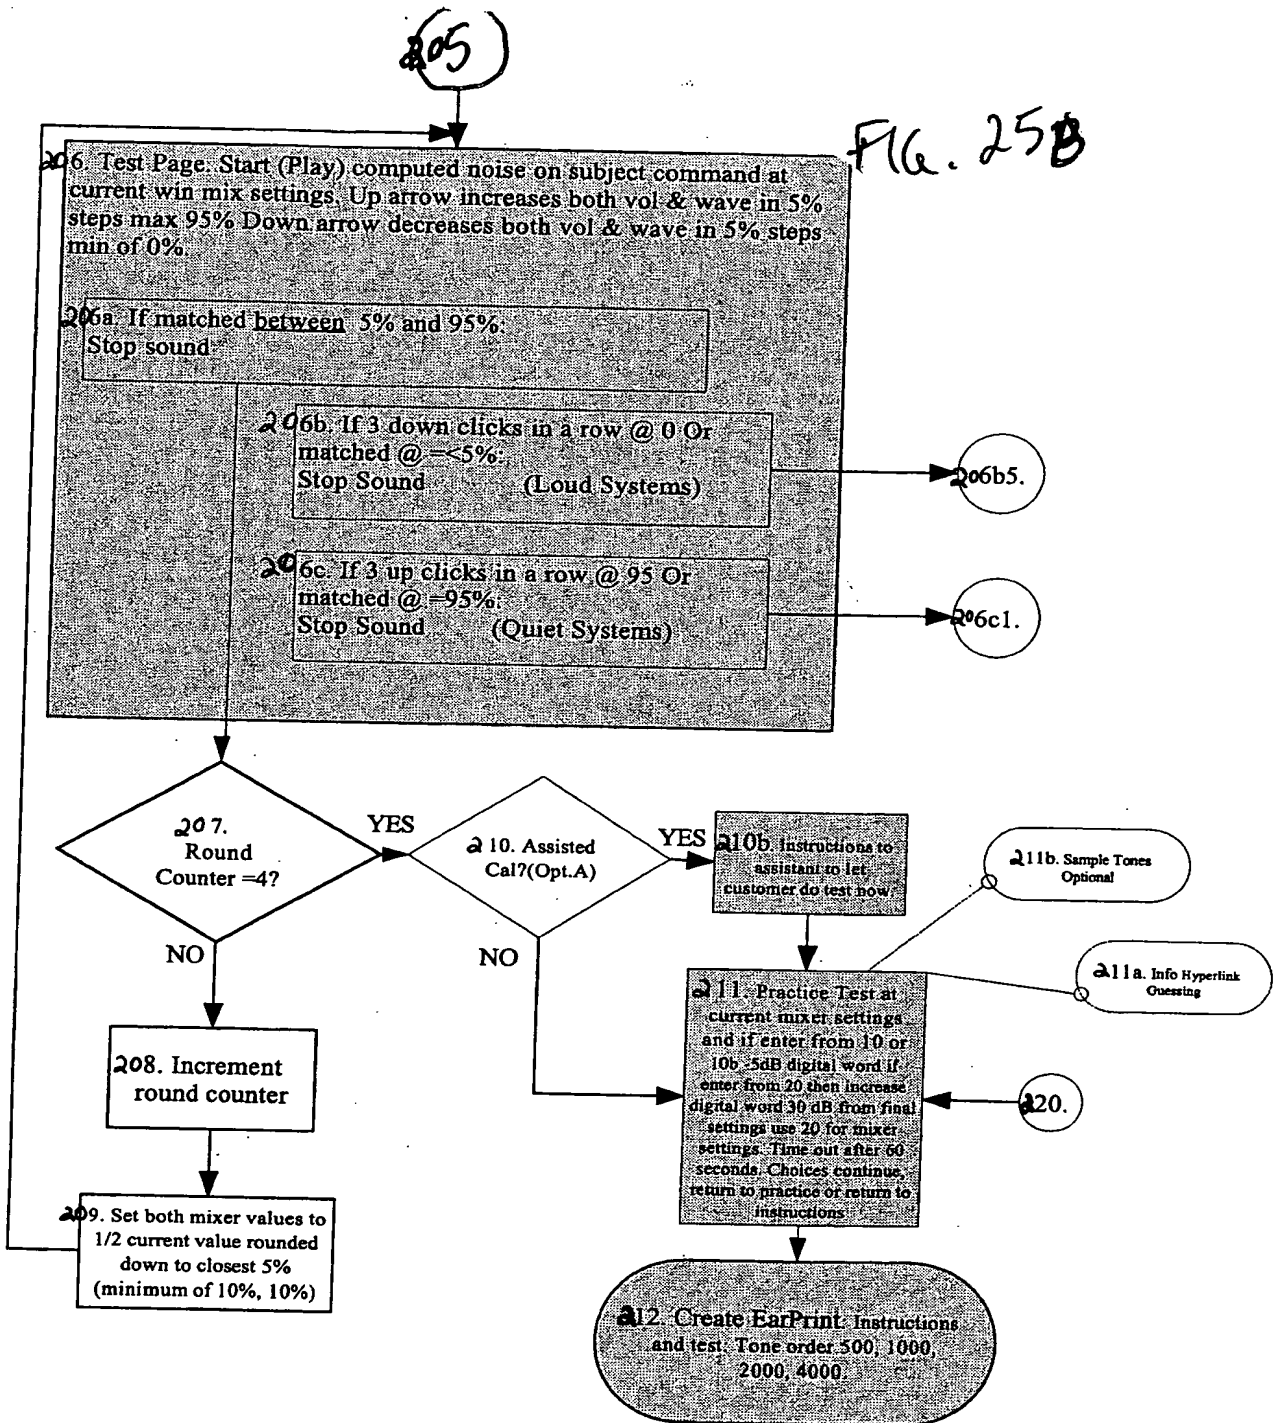 205
FIG. 25B
206. Test Page. Start (Play) computed noise on subject command at
current win mix settings. Up arrow increases both vol & wave in 5%
steps max 95% Down arrow decreases both vol & wave in 5% steps
min of 0%.
206a. If matched between 5% and 95%:
Stop sound
206b. If 3 down clicks in a row @ 0 Or
matched @ =<5%:
Stop Sound (Loud Systems)
206b5.
206c. If 3 up clicks in a row @ 95 Or
matched @ =95%:
Stop Sound (Quiet Systems)
206c1.
207.
Round
Counter =4?
YES
NO
210. Assisted
Cal?(Opt.A)
YES
NO
210b. Instructions to
assistant to let
customer do test now.
211b. Sample Tones
Optional
211a. Info Hyperlink
Guessing
208. Increment
round counter
211. Practice Test at
current mixer settings
and if enter from 10 or
10b -5dB digital word if
enter from 20 then increase
digital word 30 dB from final
settings use 20 for mixer
settings. Time out after 60
seconds. Choices continue,
return to practice or return to
instructions
220.
209. Set both mixer values to
1/2 current value rounded
down to closest 5%
(minimum of 10%, 10%)
212. Create EarPrint. Instructions
and test. Tone order 500, 1000,
2000, 4000.